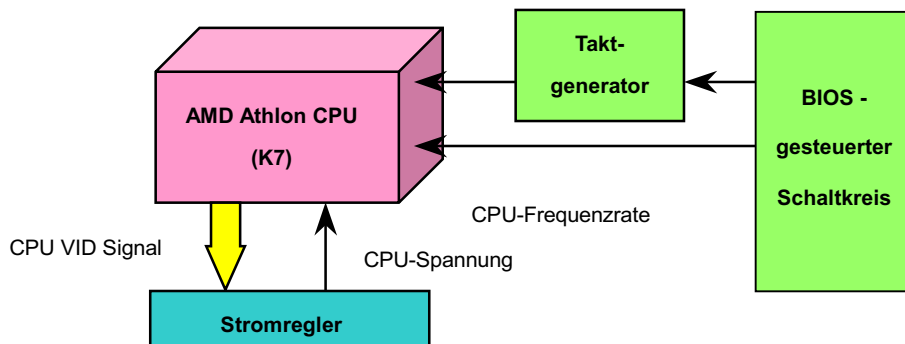 Takt-
generator
AMD Athlon CPU
(K7)
BIOS -
gesteuerter
Schaltkreis
CPU-Frequenzrate
CPU VID Signal
CPU-Spannung
Stromregler